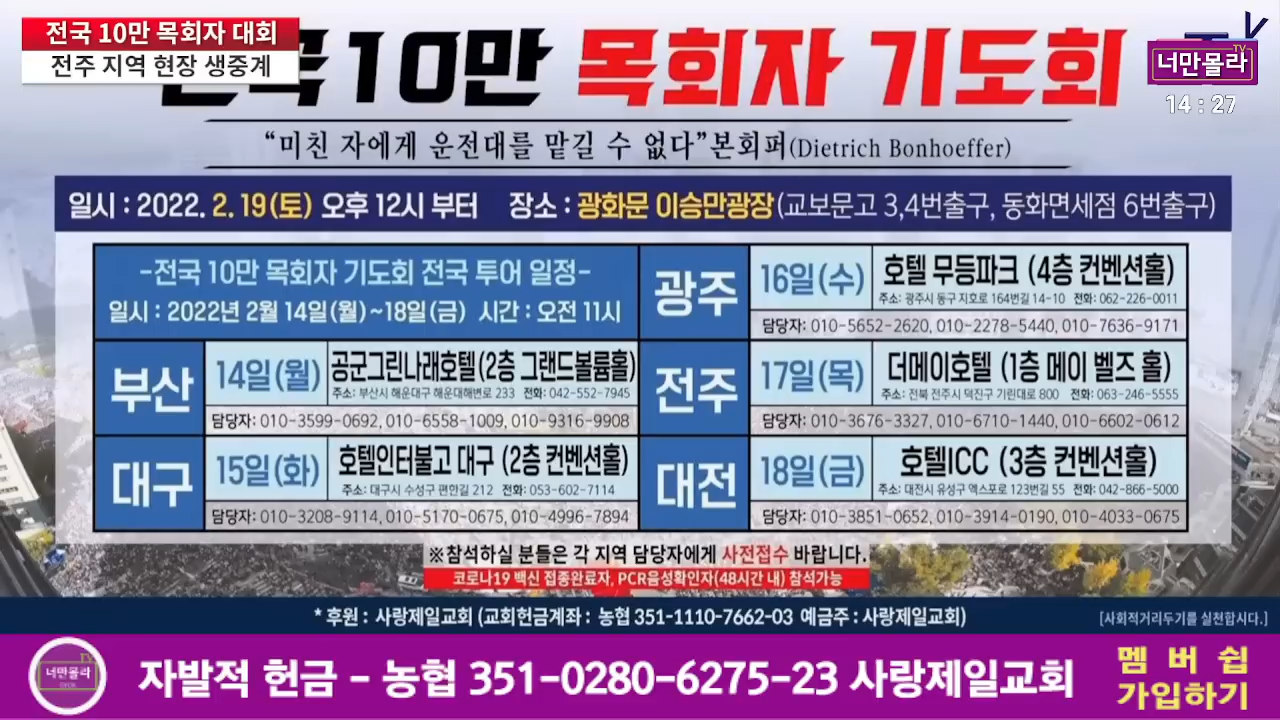 전국 10만 목회자 대회
전주 지역 현장 생중계
전국 10만 목회자 기도회
TV
너만몰라
14 : 27
“미친 자에게 운전대를 맡길 수 없다”본회퍼(Dietrich Bonhoeffer)
일시 : 2022. 2. 19(토) 오후 12시 부터 장소 : 광화문 이승만광장(교보문고 3,4번출구, 동화면세점 6번출구)
-전국 10만 목회자 기도회 전국 투어 일정-
일시 : 2022년 2월 14일(월)~18일(금) 시간 : 오전 11시
광주
16일(수)
호텔 무등파크 (4층 컨벤션홀)
주소: 광주시 동구 지호로 164번길 14-10 전화: 062-226-0011
담당자: 010-5652-2620, 010-2278-5440, 010-7636-9171
부산
14일(월)
공군그린나래호텔(2층 그랜드볼륨홀)
주소: 부산시 해운대구 해운대해변로 233 전화: 042-552-7945
담당자: 010-3599-0692, 010-6558-1009, 010-9316-9908
전주
17일(목)
더메이호텔 (1층 메이 벨즈 홀)
주소: 전북 전주시 덕진구 기린대로 800 전화: 063-246-5555
담당자: 010-3676-3327, 010-6710-1440, 010-6602-0612
대구
15일(화)
호텔인터불고 대구 (2층 컨벤션홀)
주소: 대구시 수성구 편한길 212 전화: 053-602-7114
담당자: 010-3208-9114, 010-5170-0675, 010-4996-7894
대전
18일(금)
호텔ICC (3층 컨벤션홀)
주소: 대전시 유성구 엑스포로 123번길 55 전화: 042-866-5000
담당자: 010-3851-0652, 010-3914-0190, 010-4033-0675
※참석하실 분들은 각 지역 담당자에게 사전접수 바랍니다.
코로나19 백신 접종완료자, PCR음성확인자(48시간 내) 참석가능
* 후원 : 사랑제일교회 (교회헌금계좌 : 농협 351-1110-7662-03 예금주 : 사랑제일교회)
[사회적거리두기를 실천합시다.]
너만몰라 TV
자발적 헌금 - 농협 351-0280-6275-23 사랑제일교회
멤 버 쉽
가입하기